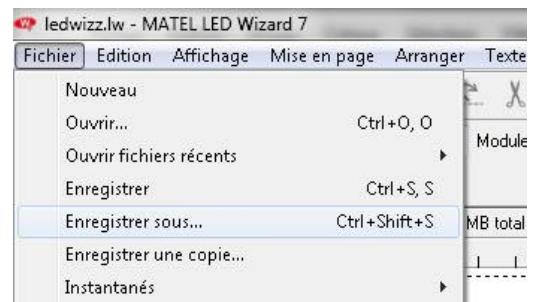 ledwizz.lw - MATEL LED Wizard 7
Fichier Edition Affichage Mise en page Arranger Texte
Nouveau
Ouvrir... Ctrl+O, O
Module
Ouvrir fichiers récents
Enregistrer Ctrl+S, S
Enregistrer sous... Ctrl+Shift+S MB total
Enregistrer une copie...
Instantanés